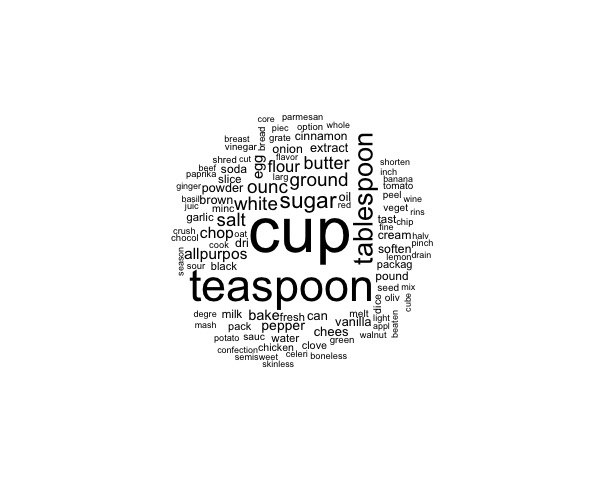 core parmesan
piec option whole
breast bread grate cinnamon
vinegar onion extract
shred cut egg flavor
beef soda flour butter shorten
paprika slice larg inch
ginger powder ounc ground banana
tablespoon tomato
basil brown white sugar oil peel wine
juic minc red veget rins
garlic salt tast chip
crush chop oat cup fine
chocol dri cream halv
cook soften pinch
season allpurpos lemon drain
sour black packag
teaspoon pound
seed mix
dice oliv cube
degre milk bake fresh can melt light
mash pack pepper vanilla appl beaten
potato sauc water chees green walnut
confection chicken clove
semisweet celeri boneless
skinless